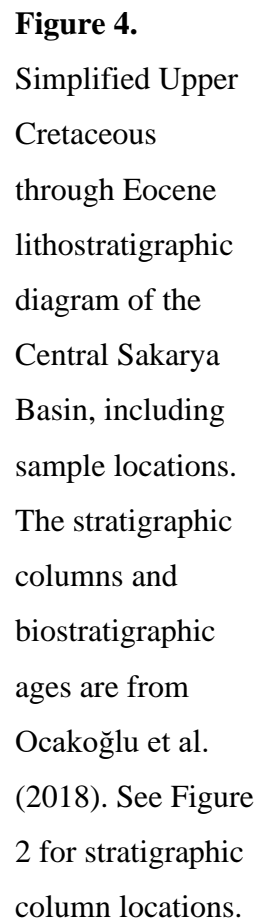 Figure 4.
Simplified Upper
Cretaceous
through Eocene
lithostratigraphic
diagram of the
Central Sakarya
Basin, including
sample locations.
The stratigraphic
columns and
biostratigraphic
ages are from
Ocakoğlu et al.
(2018). See Figure
2 for stratigraphic
column locations.